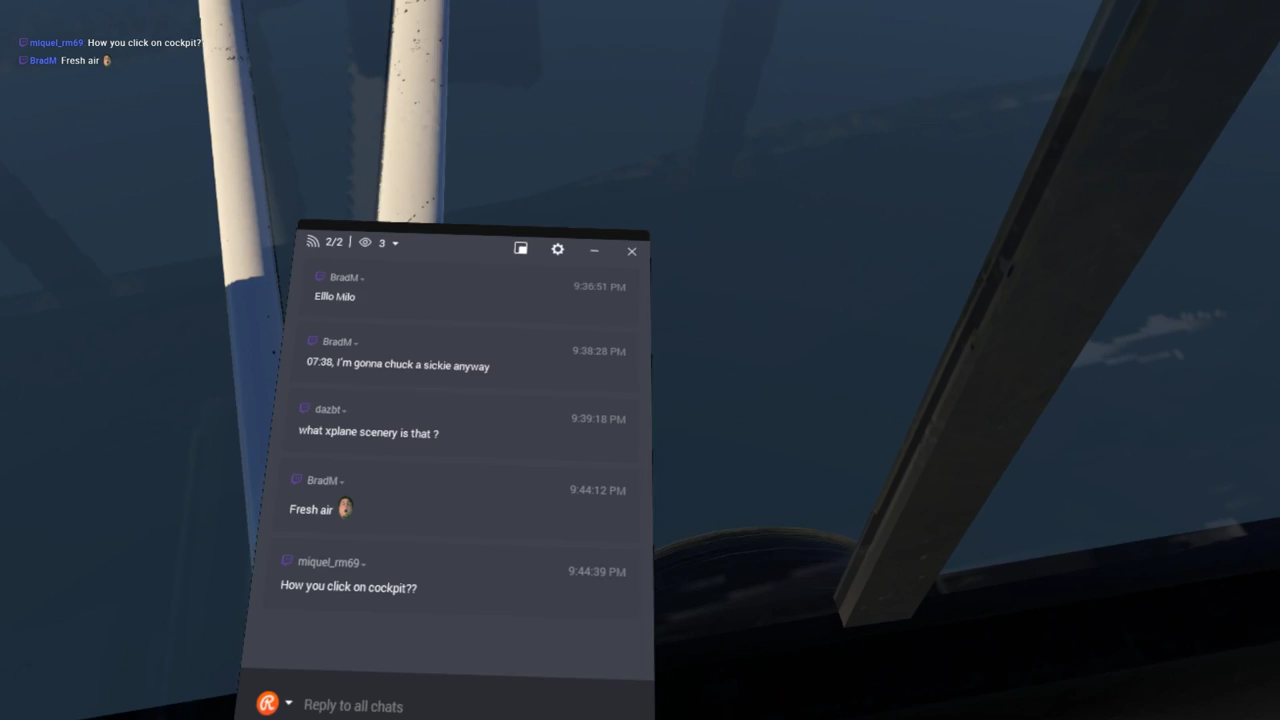 miquel_rm69 How you click on cockpit??
BradM Fresh air
2/2 | 3
BradM
9:36:51 PM
Elllo Milo
BradM
9:38:28 PM
07:38, I'm gonna chuck a sickie anyway
dazbt
9:39:18 PM
what xplane scenery is that ?
BradM
9:44:12 PM
Fresh air
miquel_rm69
9:44:39 PM
How you click on cockpit??
Reply to all chats